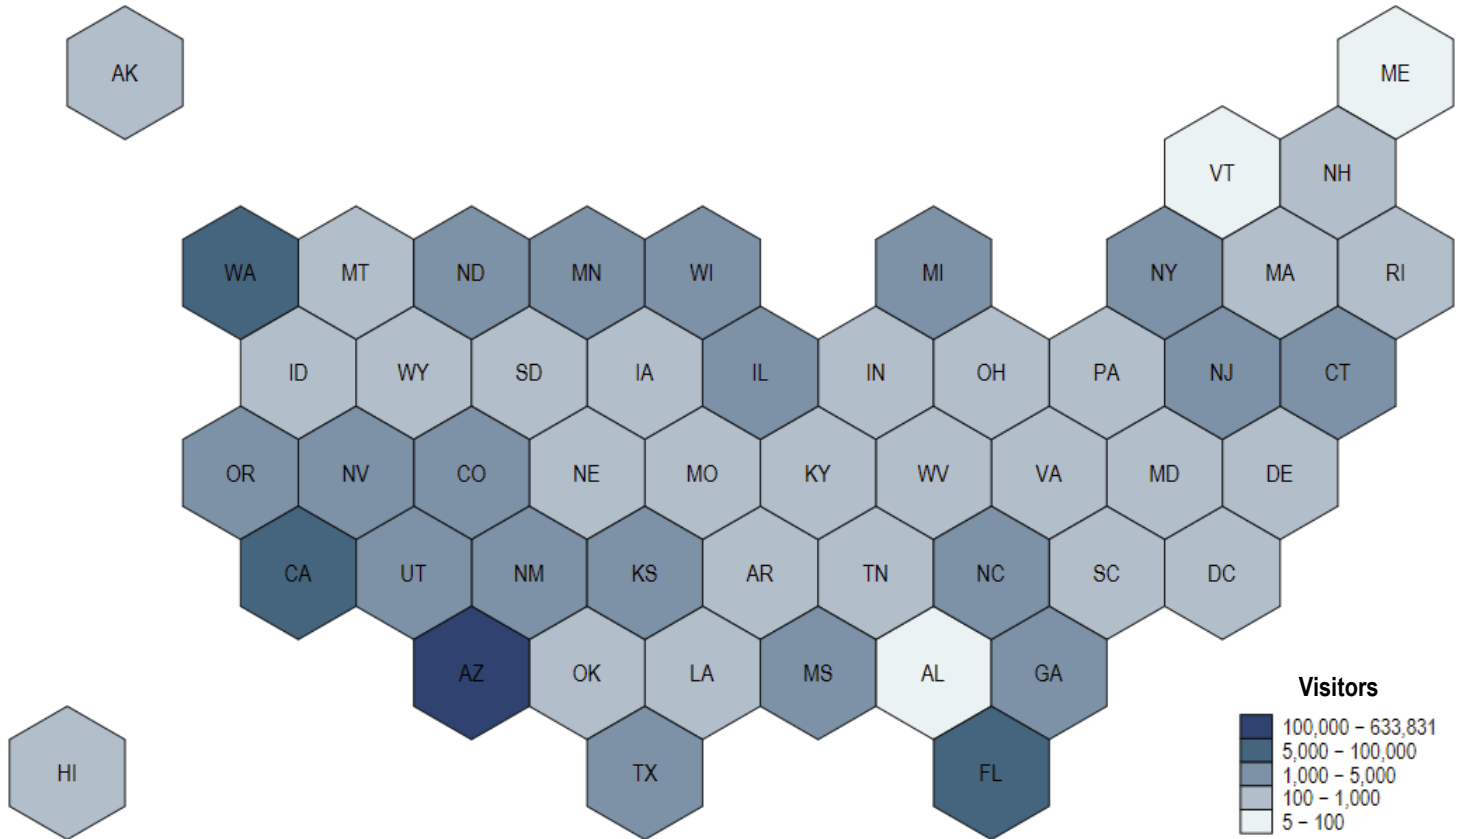 AK
ME
VT NH
WA MT ND MN WI MI NY MA RI
ID WY SD IA IL IN OH PA NJ CT
OR NV CO NE MO KY WV VA MD DE
CA UT NM KS AR TN NC SC DC
AZ OK LA MS AL GA
HI TX FL
Visitors
100,000 – 633,831
5,000 – 100,000
1,000 – 5,000
100 – 1,000
5 – 100